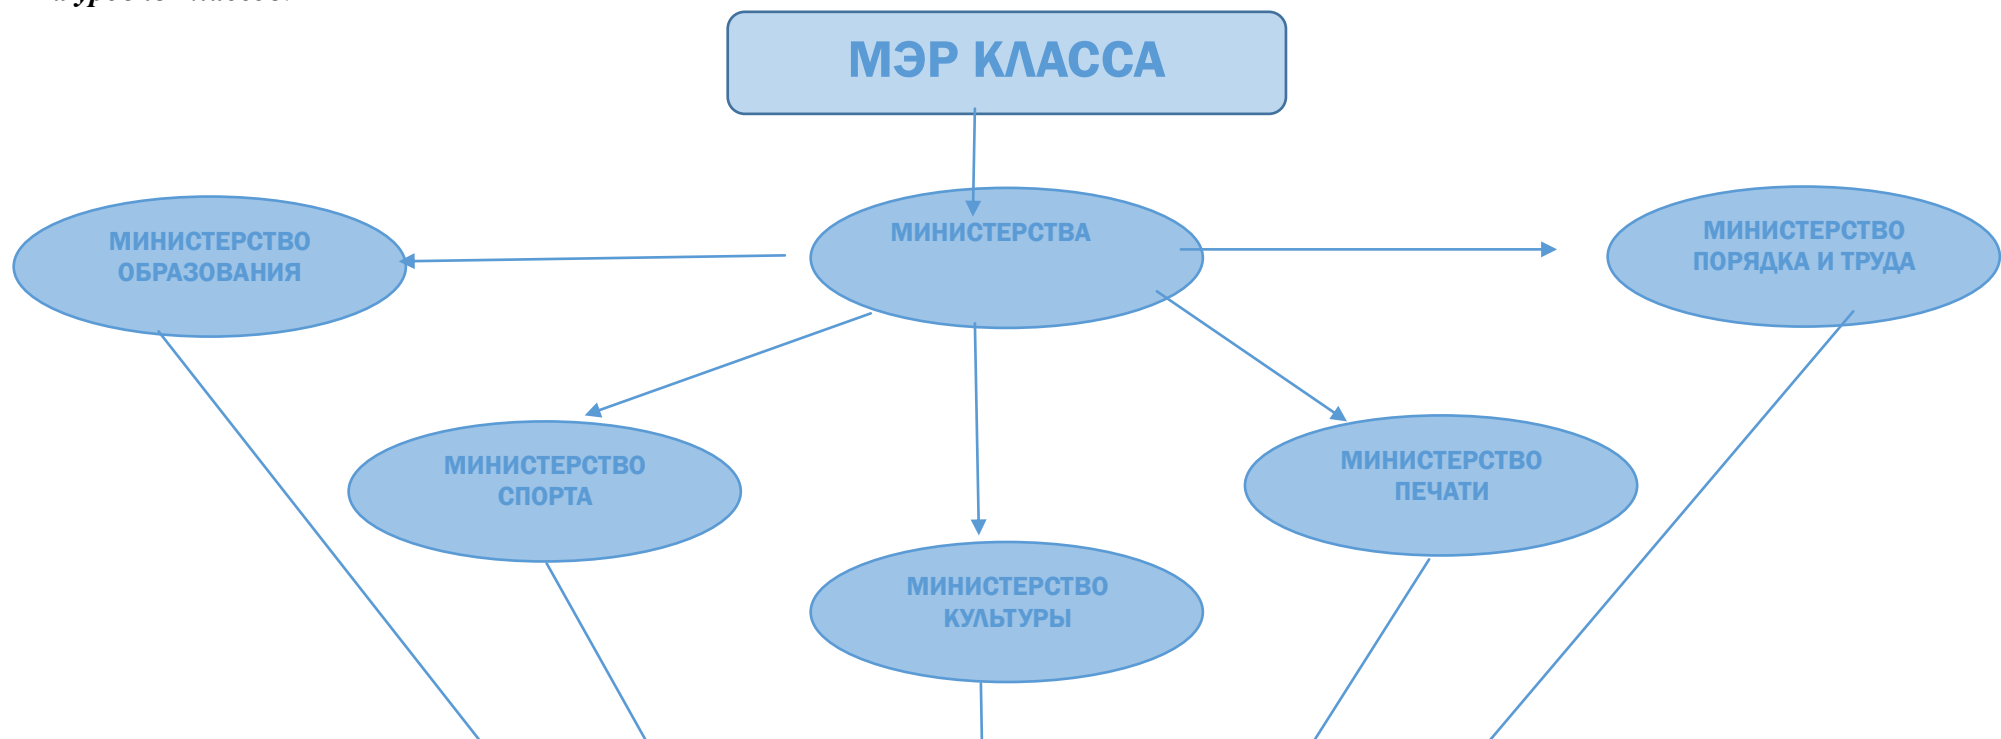 МЭР КЛАССА
МИНИСТЕРСТВО
ОБРАЗОВАНИЯ
МИНИСТЕРСТВА
МИНИСТЕРСТВО
ПОРЯДКА И ТРУДА
МИНИСТЕРСТВО
СПОРТА
МИНИСТЕРСТВО
ПЕЧАТИ
МИНИСТЕРСТВО
КУЛЬТУРЫ